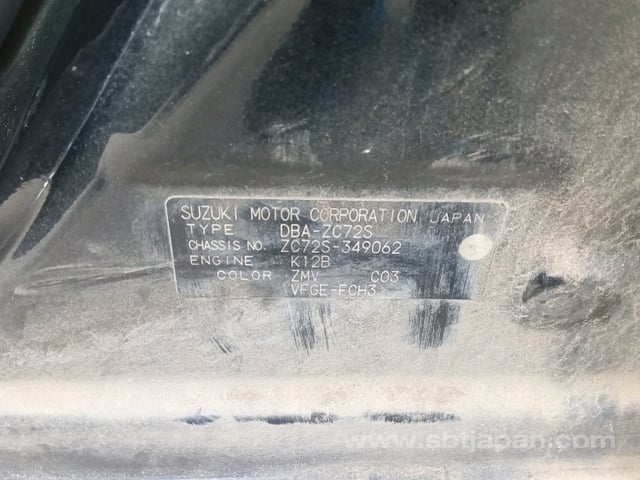 SUZUKI MOTOR CORPORATION JAPAN
TYPE DBA-ZC72S
CHASSIS NO. ZC72S-349062
ENGINE K12B
COLOR ZMV C03
VFGE-FCH3
www.sbtjapan.com